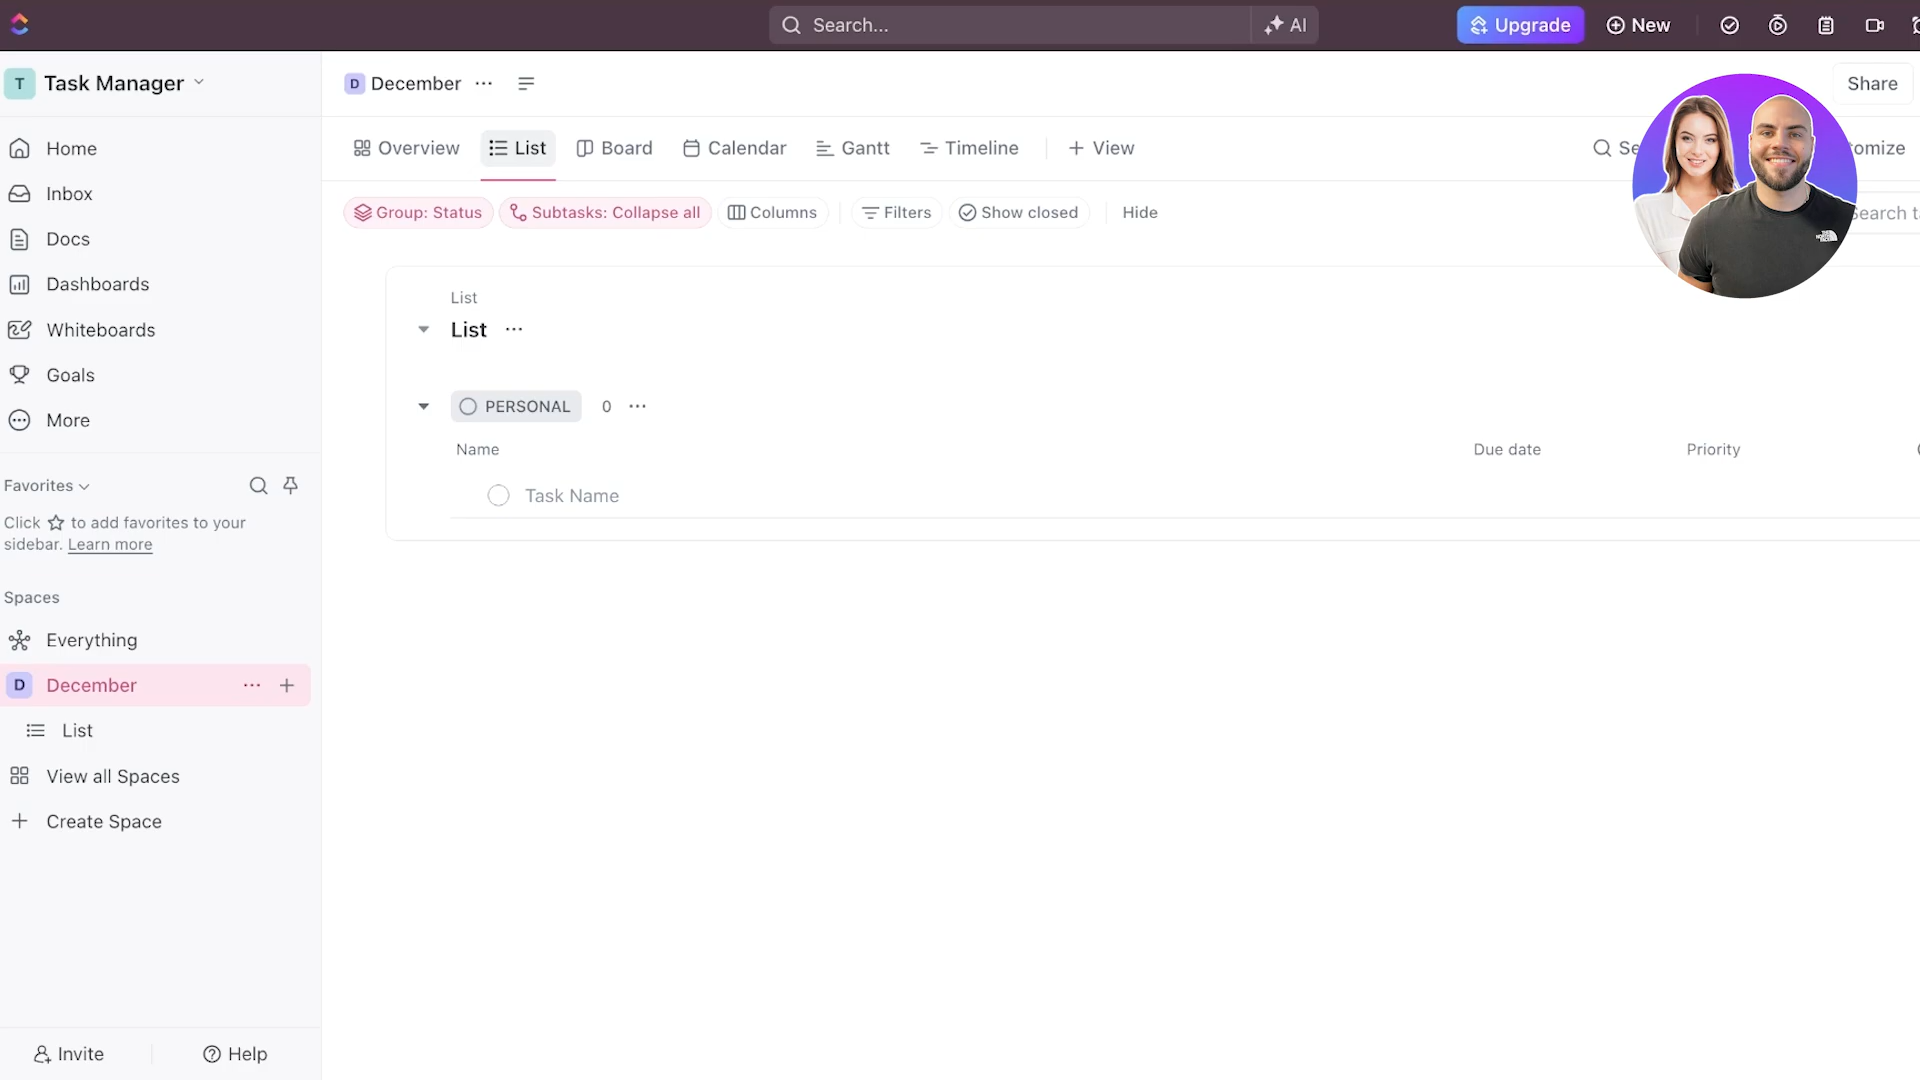 Search...
AI
Upgrade
New
T Task Manager
D December
Share
Home
Inbox
Docs
Dashboards
Whiteboards
Goals
More
Overview
List
Board
Calendar
Gantt
Timeline
View
Group: Status
Subtasks: Collapse all
Columns
Filters
Show closed
Hide
List
List
PERSONAL 0
Name
Due date
Priority
Task Name
Favorites
Click to add favorites to your
sidebar. Learn more
Spaces
Everything
D December
List
View all Spaces
Create Space
Invite
Help